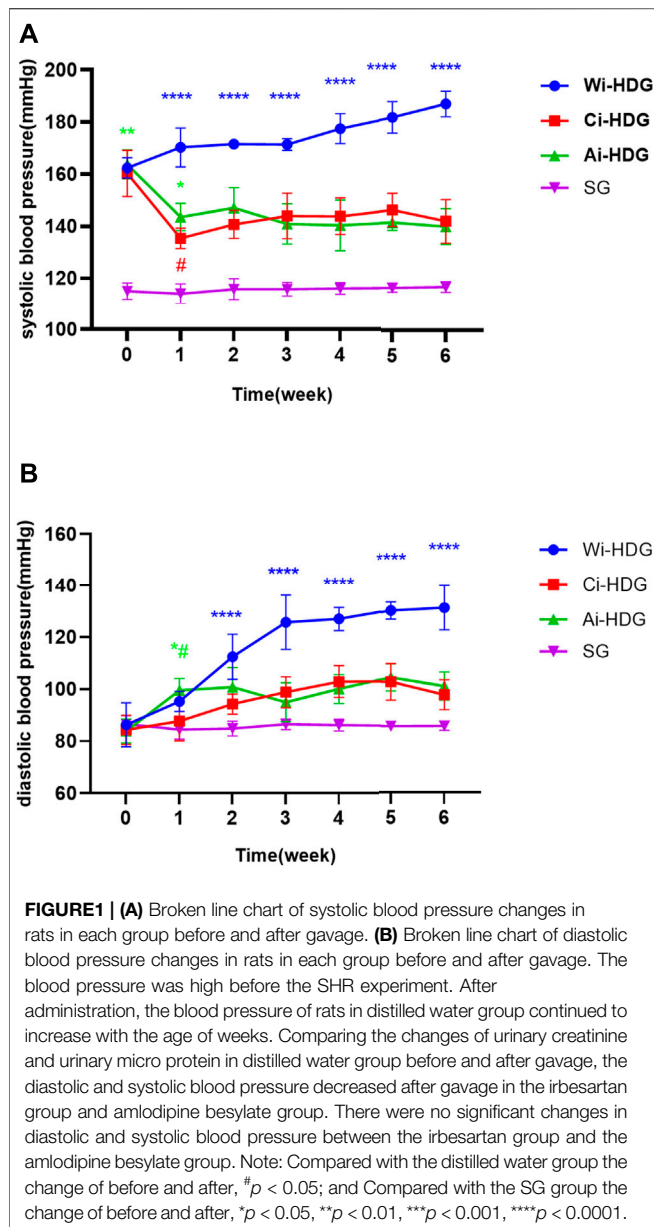 A
systolic blood pressure(mmHg)
200
180
160
140
120
100
**
****
*
#
****
****
****
****
****
0 1 2 3 4 5 6
Time(week)
Wi-HDG
Ci-HDG
Ai-HDG
SG
B
diastolic blood pressure(mmHg)
160
140
120
100
80
60
*#
****
****
****
****
****
0 1 2 3 4 5 6
Time(week)
Wi-HDG
Ci-HDG
Ai-HDG
SG
FIGURE1 | (A) Broken line chart of systolic blood pressure changes in
rats in each group before and after gavage. (B) Broken line chart of diastolic
blood pressure changes in rats in each group before and after gavage. The
blood pressure was high before the SHR experiment. After
administration, the blood pressure of rats in distilled water group continued to
increase with the age of weeks. Comparing the changes of urinary creatinine
and urinary micro protein in distilled water group before and after gavage, the
diastolic and systolic blood pressure decreased after gavage in the irbesartan
group and amlodipine besylate group. There were no significant changes in
diastolic and systolic blood pressure between the irbesartan group and the
amlodipine besylate group. Note: Compared with the distilled water group the
change of before and after, #p < 0.05; and Compared with the SG group the
change of before and after, *p < 0.05, **p < 0.01, ***p < 0.001, ****p < 0.0001.